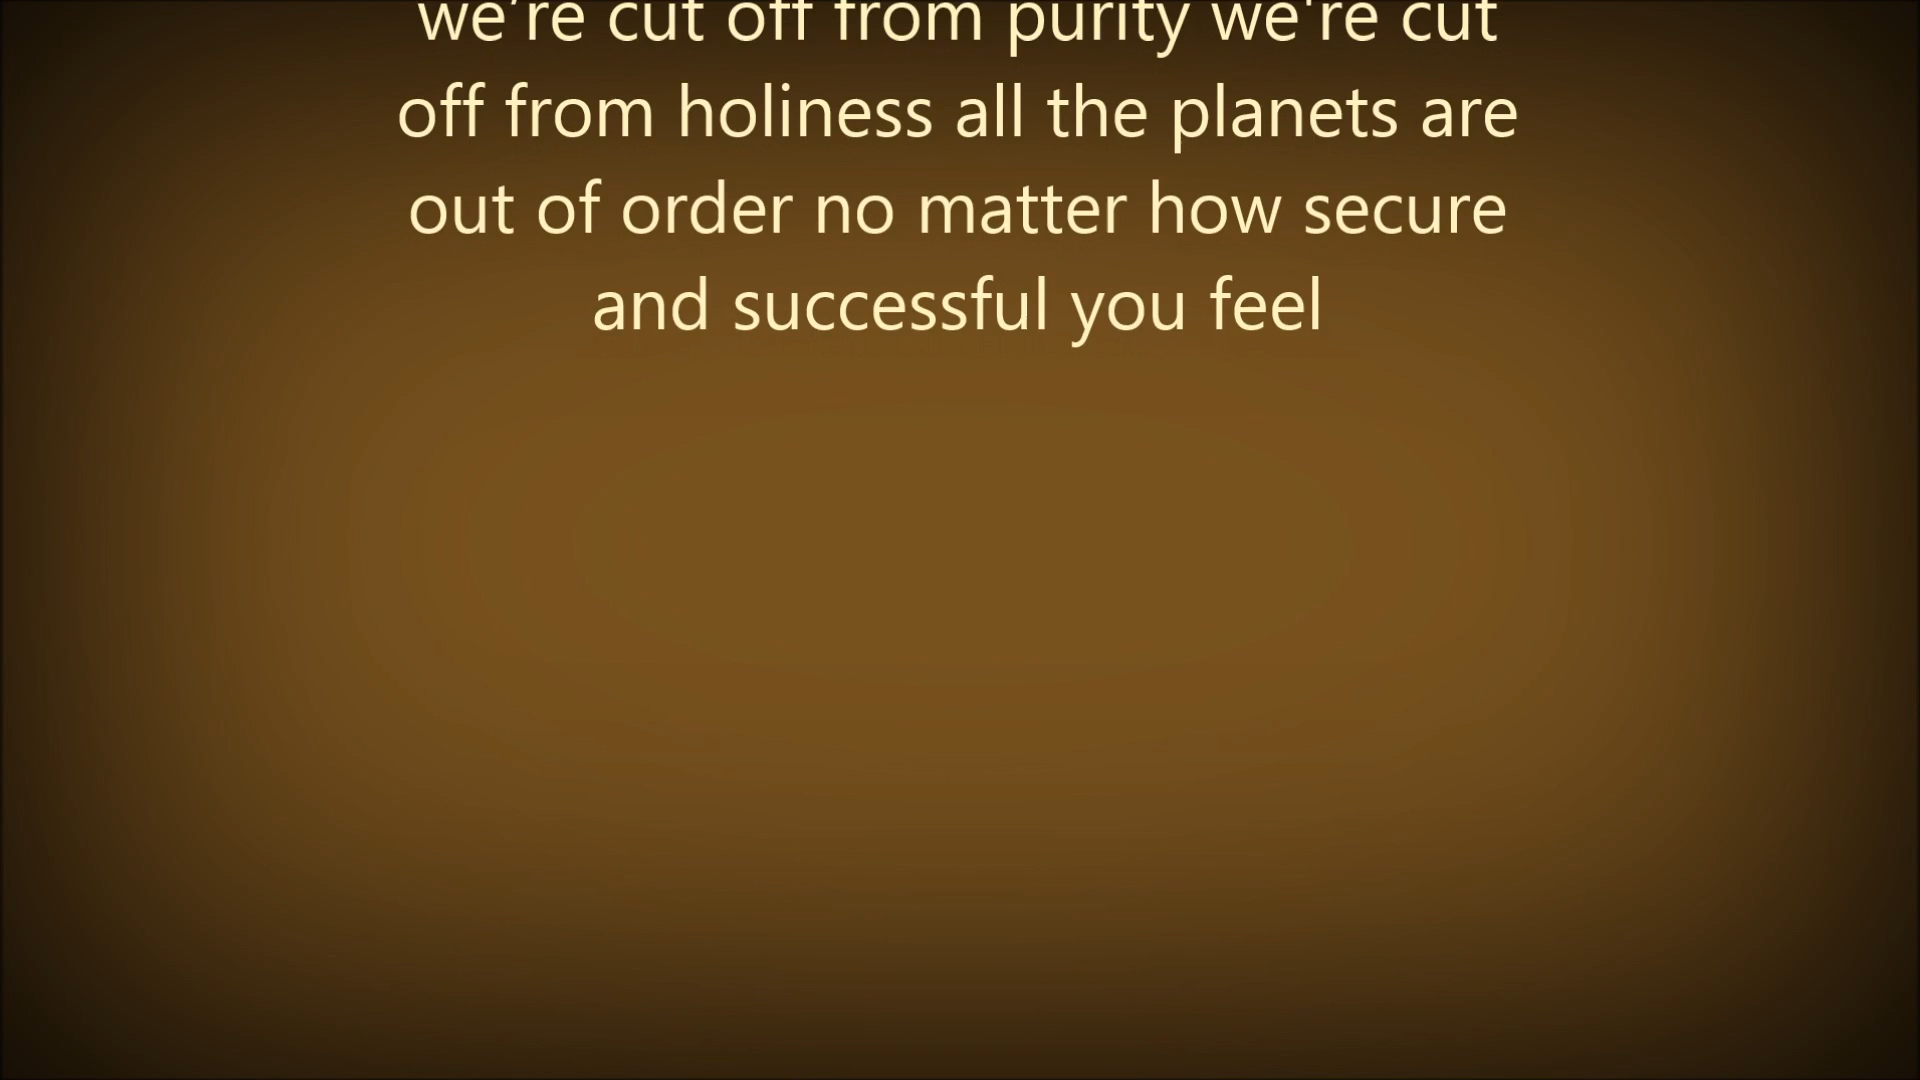 we're cut off from purity we're cut
off from holiness all the planets are
out of order no matter how secure
and successful you feel